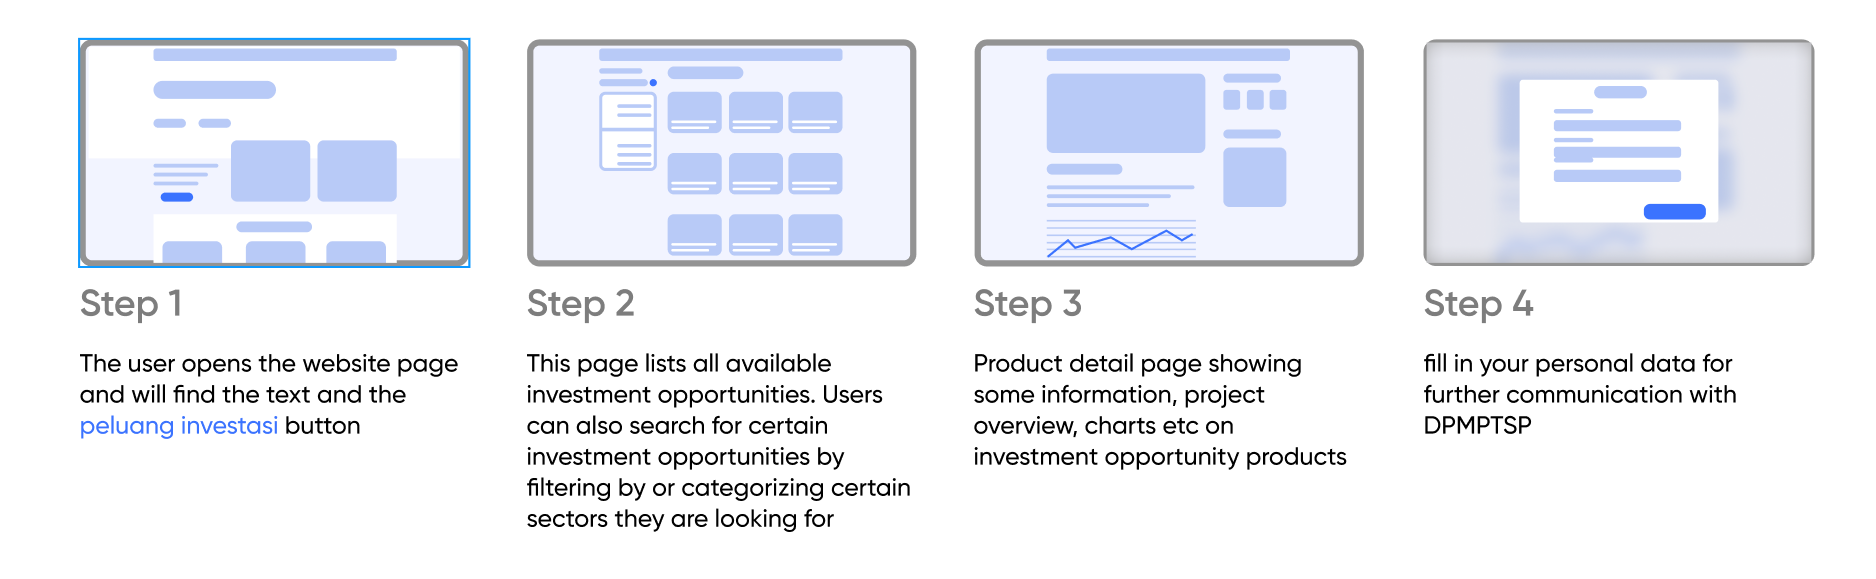 Step 1
The user opens the website page
and will find the text and the
peluang investasi button
Step 2
This page lists all available
investment opportunities. Users
can also search for certain
investment opportunities by
filtering by or categorizing certain
sectors they are looking for
Step 3
Product detail page showing
some information, project
overview, charts etc on
investment opportunity products
Step 4
fill in your personal data for
further communication with
DPMPTSP